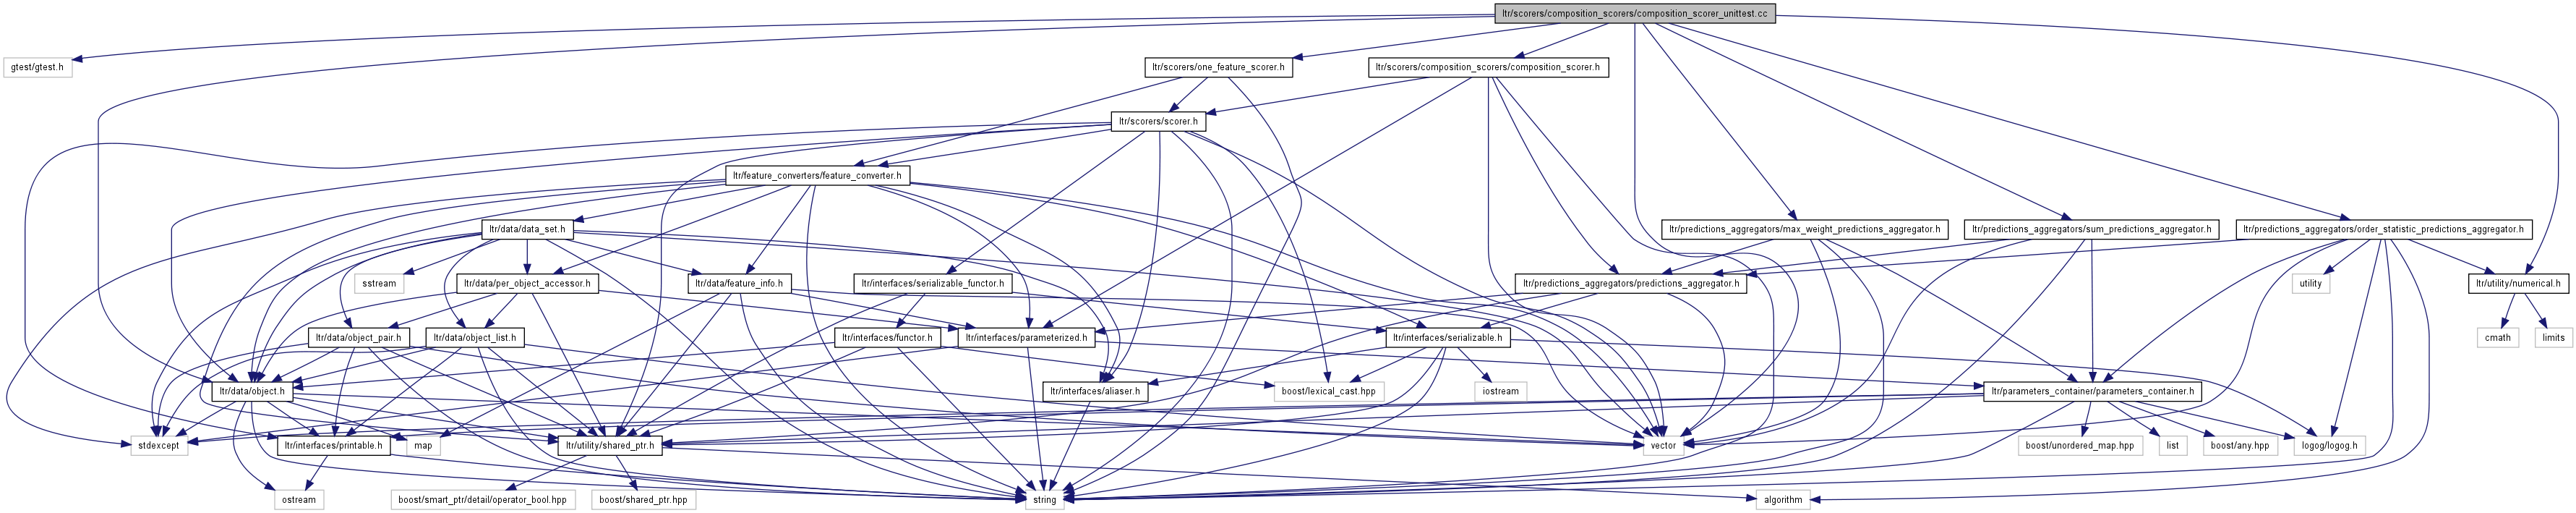 ltr/scorers/composition_scorers/composition_scorer_unittest.cc
gtest/gtest.h
ltr/scorers/one_feature_scorer.h
ltr/scorers/composition_scorers/composition_scorer.h
ltr/scorers/scorer.h
ltr/feature_converters/feature_converter.h
ltr/data/data_set.h
ltr/predictions_aggregators/max_weight_predictions_aggregator.h
ltr/predictions_aggregators/sum_predictions_aggregator.h
ltr/predictions_aggregators/order_statistic_predictions_aggregator.h
sstream
ltr/data/per_object_accessor.h
ltr/data/feature_info.h
ltr/interfaces/serializable_functor.h
ltr/predictions_aggregators/predictions_aggregator.h
utility
ltr/utility/numerical.h
ltr/data/object_pair.h
ltr/data/object_list.h
ltr/interfaces/functor.h
ltr/interfaces/parameterized.h
ltr/interfaces/serializable.h
cmath
limits
ltr/data/object.h
ltr/interfaces/aliaser.h
boost/lexical_cast.hpp
iostream
ltr/parameters_container/parameters_container.h
stdexcept
ltr/interfaces/printable.h
map
ltr/utility/shared_ptr.h
vector
boost/unordered_map.hpp
list
boost/any.hpp
logog/logog.h
ostream
boost/smart_ptr/detail/operator_bool.hpp
boost/shared_ptr.hpp
string
algorithm